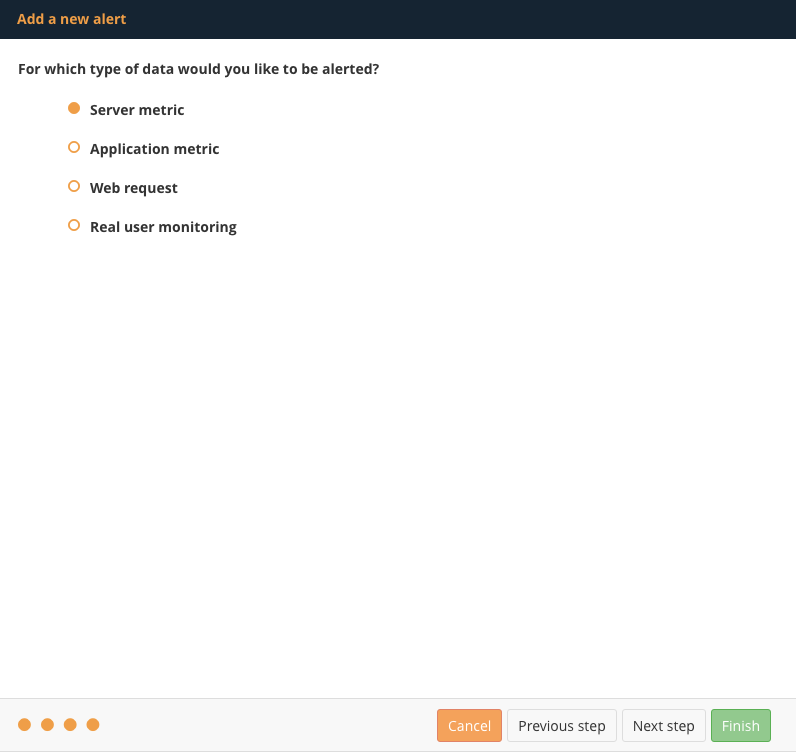 Add a new alert
For which type of data would you like to be alerted?
Server metric
Application metric
Web request
Real user monitoring
Cancel Previous step Next step Finish